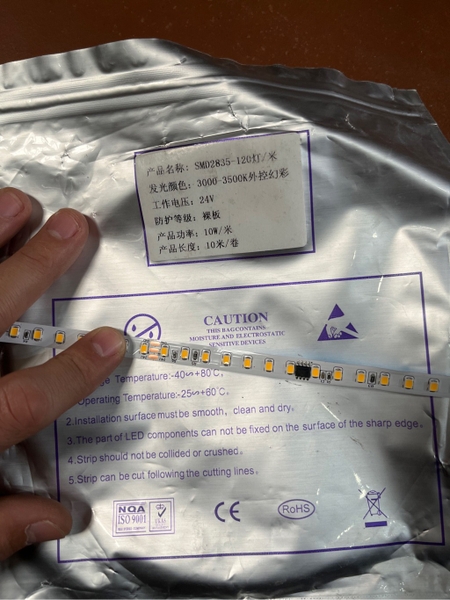 产品名称: SMD2835-120灯/米
发光颜色: 3000-3500K外控幻彩
工作电压: 24V
防护等级: 裸板
产品功率: 10W/米
产品长度: 10米/卷
CAUTION
THIS BAG CONTAINS
MOISTURE AND ELECTROSTATIC
SENSITIVE DEVICES
Temperature:-40~+80℃.
Operating Temperature:-25~+60℃.
2.Installation surface must be smooth, clean and dry.
3.The part of LED components can not be fixed on the surface of the sharp edge.
4.Strip should not be collided or crushed.
5.Strip can be cut following the cutting lines.
NQA
ISO.9001
CE
RoHS